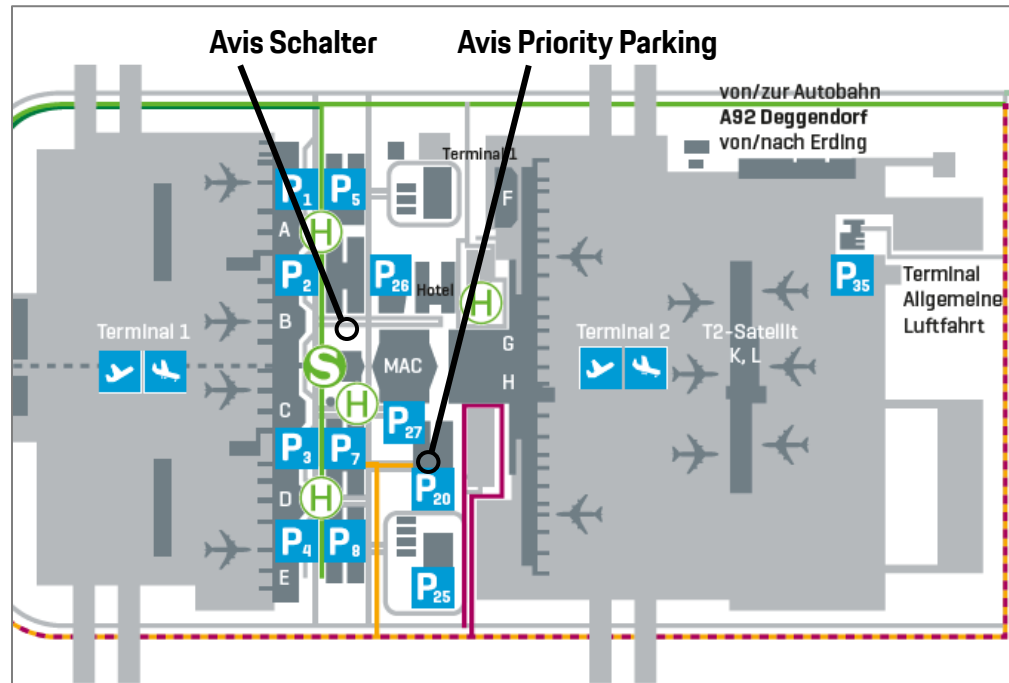 Avis Schalter
Avis Priority Parking
von/zur Autobahn
A92 Deggendorf
von/nach Erding
Terminal 1
P1
P5
F
A
H
P2
P26
Hotel
H
P35
Terminal
Allgemeine
Luftfahrt
B
Terminal 1
Terminal 2
T2-Satellit
K, L
G
S
MAC
H
H
C
P27
P3
P7
P20
D
H
P4
P8
E
P25